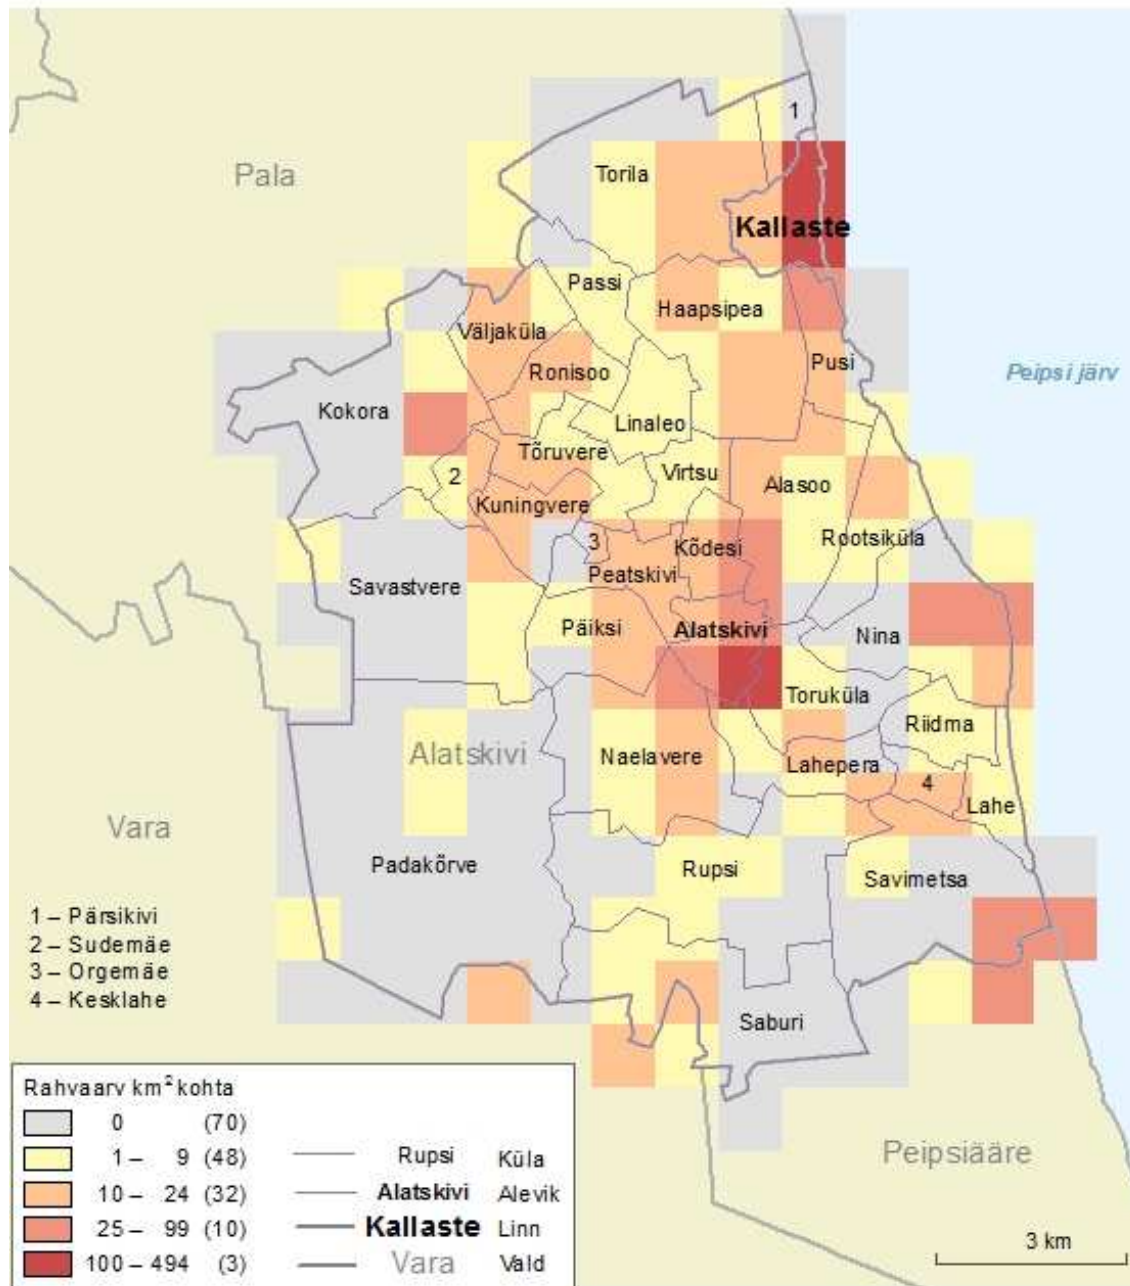 1
Pala
Torila
Kallaste
Passi
Haapsipea
Väljaküla
Ronisoo
Pusi
Peipsi järv
Kokora
Linaleo
Tõruvere
2
Virtsu
Alasoo
Kuningvere
3
Kõdesi
Rootsiküla
Peatskivi
Savastvere
Päiksi
Alatskivi
Nina
Toruküla
Riidma
Alatskivi
Naelavere
Lahepera
4
Lahe
Vara
Padakõrve
Rupsi
Savimetsa
1 – Pärsikivi
2 – Sudemäe
3 – Orgemäe
4 – Kesklahe
Saburi
Peipsiääre
3 km
Rahvaarv km² kohta
0 (70)
1 – 9 (48)
10 – 24 (32)
25 – 99 (10)
100 – 494 (3)
Rupsi Küla
Alatskivi Alevik
Kallaste Linn
Vara Vald